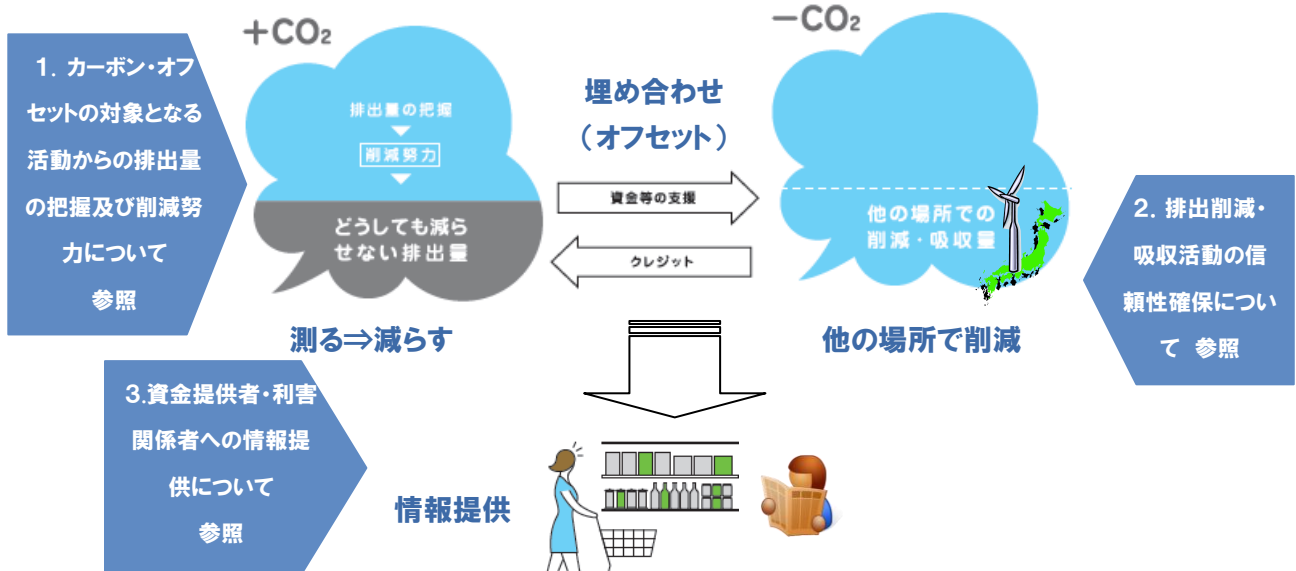 +CO₂
−CO₂
1. カーボン・オフ
セットの対象となる
活動からの排出量
の把握及び削減努
力について
参照
排出量の把握
削減努力
どうしても減ら
せない排出量
測る⇒減らす
埋め合わせ
(オフセット)
資金等の支援
クレジット
他の場所での
削減・吸収量
他の場所で削減
2. 排出削減・
吸収活動の信
頼性確保につい
て 参照
3.資金提供者・利害
関係者への情報提
供について
参照
情報提供